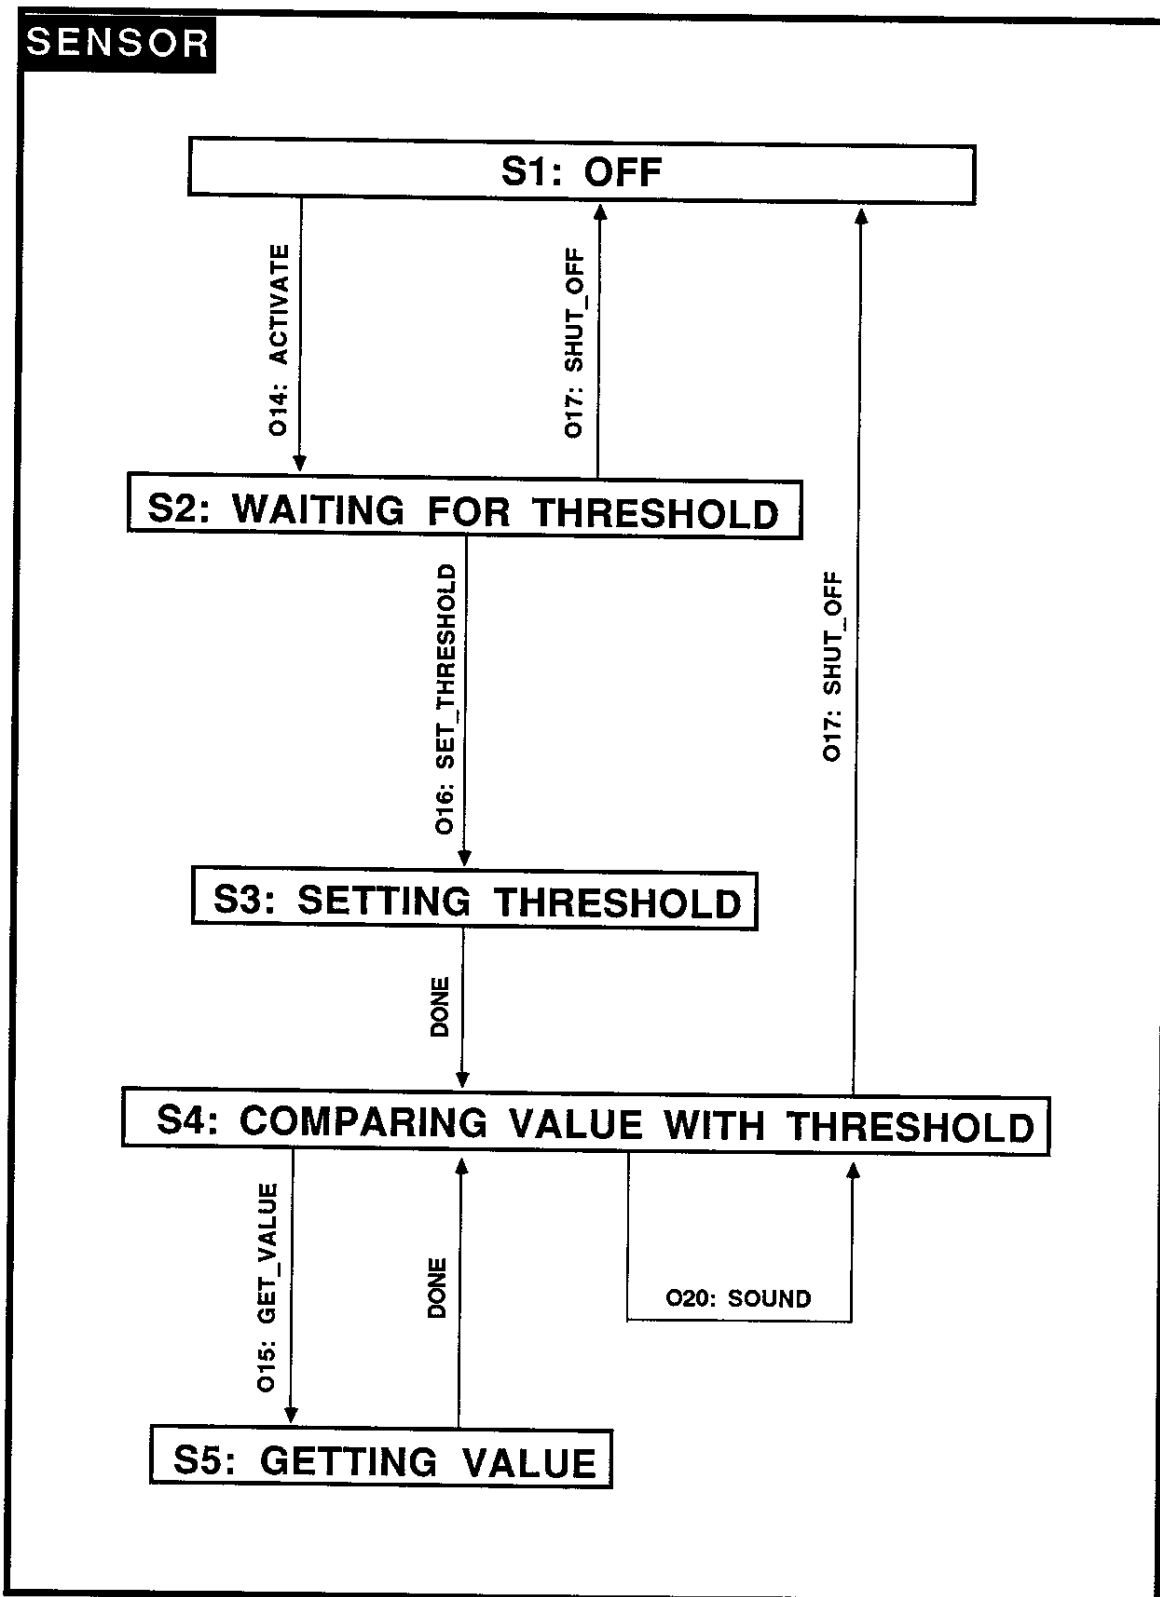 SENSOR
S1: OFF
O14: ACTIVATE
O17: SHUT_OFF
S2: WAITING FOR THRESHOLD
O16: SET_THRESHOLD
O17: SHUT_OFF
S3: SETTING THRESHOLD
DONE
S4: COMPARING VALUE WITH THRESHOLD
O15: GET_VALUE
DONE
O20: SOUND
S5: GETTING VALUE